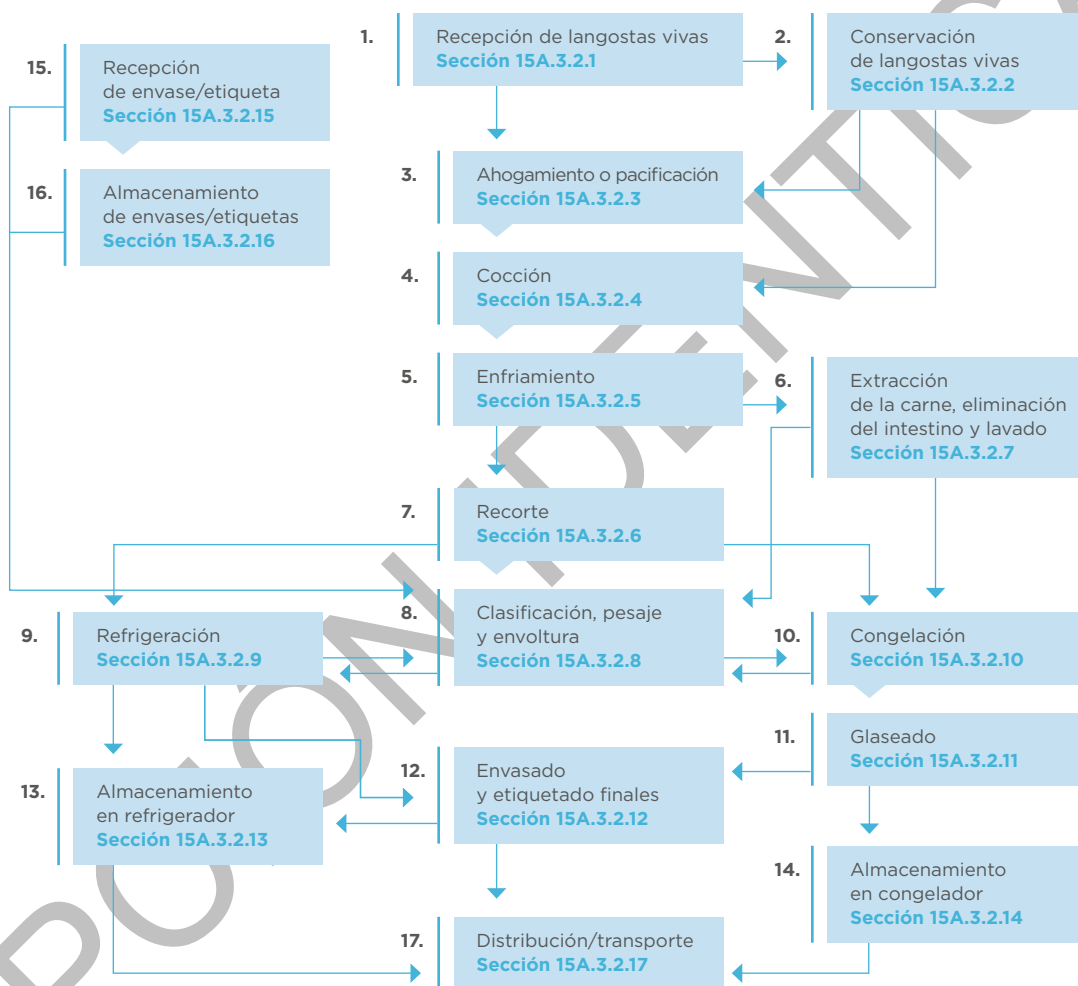 1.
Recepción de langostas vivas
Sección 15A.3.2.1
2.
Conservación
de langostas vivas
Sección 15A.3.2.2
15.
Recepción
de envase/etiqueta
Sección 15A.3.2.15
16.
Almacenamiento
de envases/etiquetas
Sección 15A.3.2.16
3.
Ahogamiento o pacificación
Sección 15A.3.2.3
4.
Cocción
Sección 15A.3.2.4
5.
Enfriamiento
Sección 15A.3.2.5
6.
Extracción
de la carne, eliminación
del intestino y lavado
Sección 15A.3.2.7
7.
Recorte
Sección 15A.3.2.6
8.
Clasificación, pesaje
y envoltura
Sección 15A.3.2.8
9.
Refrigeración
Sección 15A.3.2.9
10.
Congelación
Sección 15A.3.2.10
11.
Glaseado
Sección 15A.3.2.11
12.
Envasado
y etiquetado finales
Sección 15A.3.2.12
13.
Almacenamiento
en refrigerador
Sección 15A.3.2.13
14.
Almacenamiento
en congelador
Sección 15A.3.2.14
17.
Distribución/transporte
Sección 15A.3.2.17